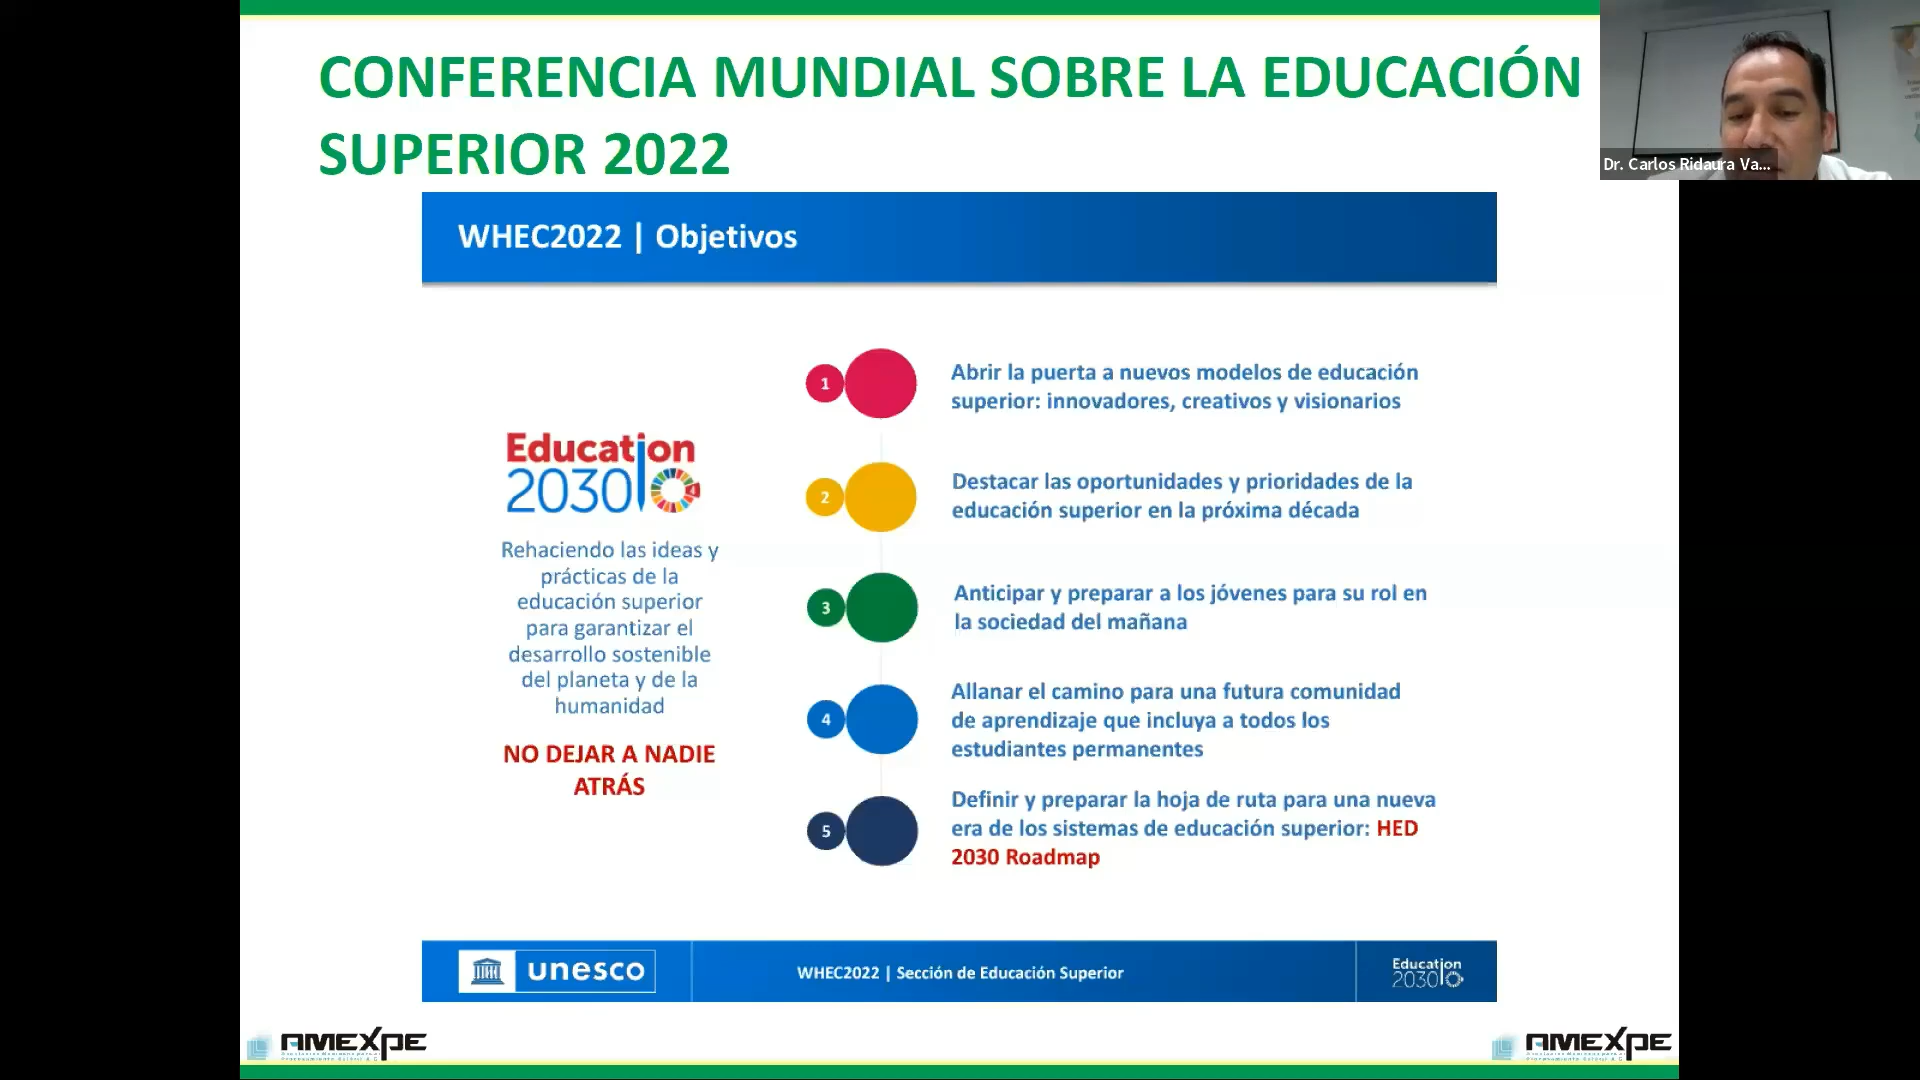 CONFERENCIA MUNDIAL SOBRE LA EDUCACIÓN
SUPERIOR 2022
Dr. Carlos Ridaura Va...
WHEC2022 | Objetivos
Education
2030
4
Rehaciendo las ideas y
prácticas de la
educación superior
para garantizar el
desarrollo sostenible
del planeta y de la
humanidad
NO DEJAR A NADIE
ATRÁS
1
Abrir la puerta a nuevos modelos de educación
superior: innovadores, creativos y visionarios
2
Destacar las oportunidades y prioridades de la
educación superior en la próxima década
3
Anticipar y preparar a los jóvenes para su rol en
la sociedad del mañana
4
Allanar el camino para una futura comunidad
de aprendizaje que incluya a todos los
estudiantes permanentes
5
Definir y preparar la hoja de ruta para una nueva
era de los sistemas de educación superior: HED
2030 Roadmap
unesco
WHEC2022 | Sección de Educación Superior
Education
2030
AMEXPE
AMEXPE